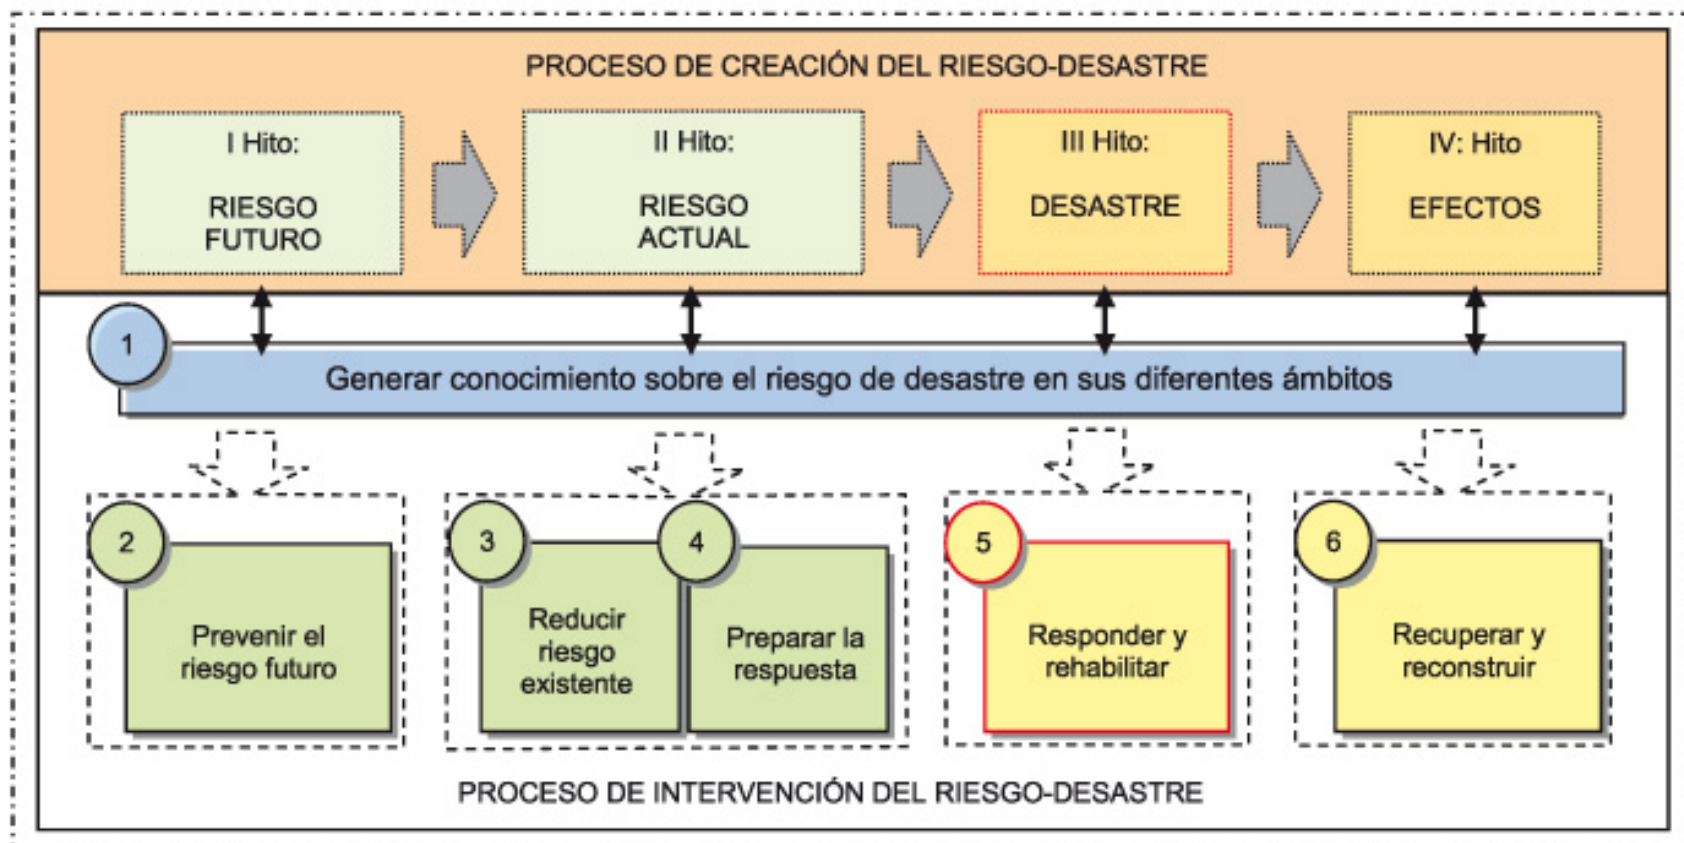 PROCESO DE CREACIÓN DEL RIESGO-DESASTRE
I Hito:
RIESGO
FUTURO
II Hito:
RIESGO
ACTUAL
III Hito:
DESASTRE
IV: Hito
EFECTOS
1
Generar conocimiento sobre el riesgo de desastre en sus diferentes ámbitos
2
Prevenir el
riesgo futuro
3
Reducir
riesgo
existente
4
Preparar la
respuesta
5
Responder y
rehabilitar
6
Recuperar y
reconstruir
PROCESO DE INTERVENCIÓN DEL RIESGO-DESASTRE